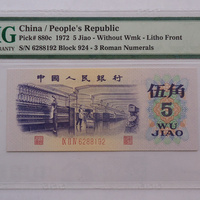 NG
China / People's Republic
Pick# 880c 1972 5 Jiao - Without Wmk - Litho Front
S/N 6288192 Block 924 - 3 Roman Numerals
中国人民银行
伍角
5
WU
JIAO
6288192